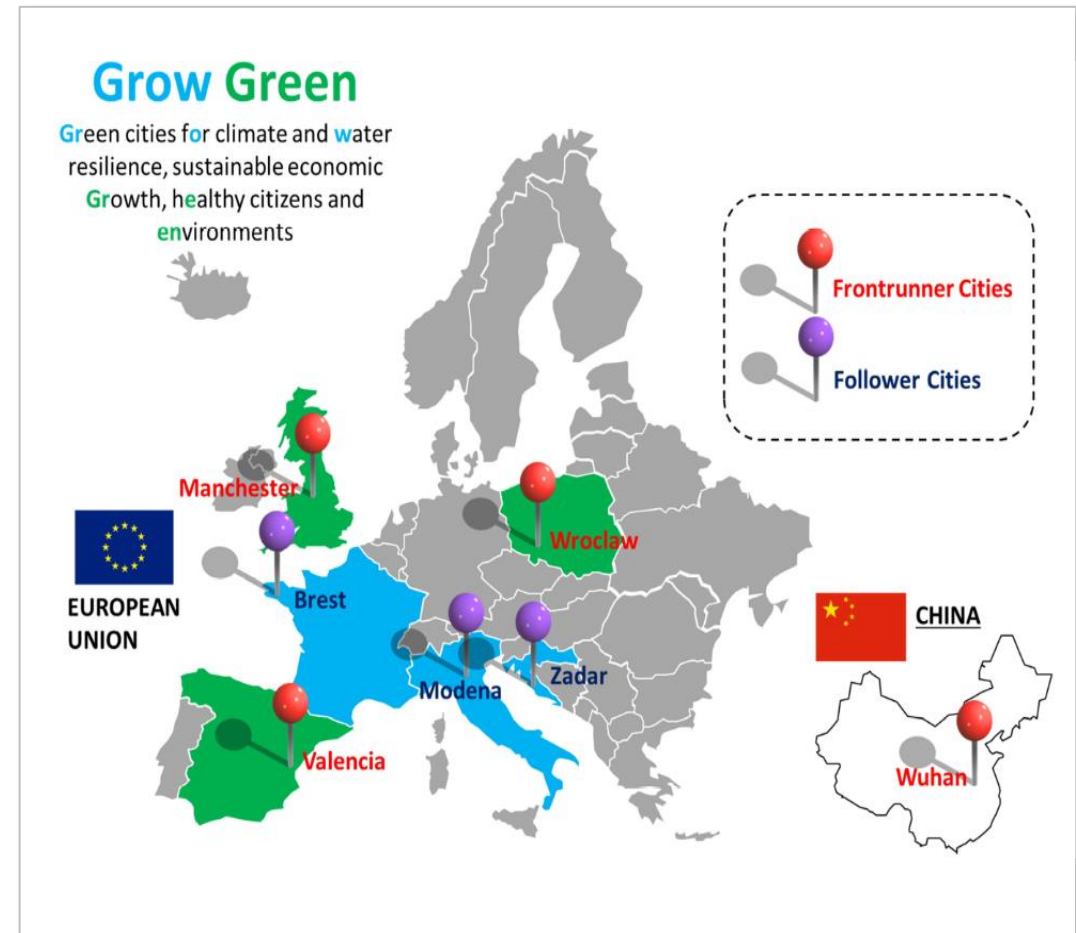 Grow Green
Green cities for climate and water
resilience, sustainable economic
Growth, healthy citizens and
environments
Frontrunner Cities
Follower Cities
Manchester
Wroclaw
Brest
EUROPEAN
UNION
CHINA
Zadar
Modena
Valencia
Wuhan